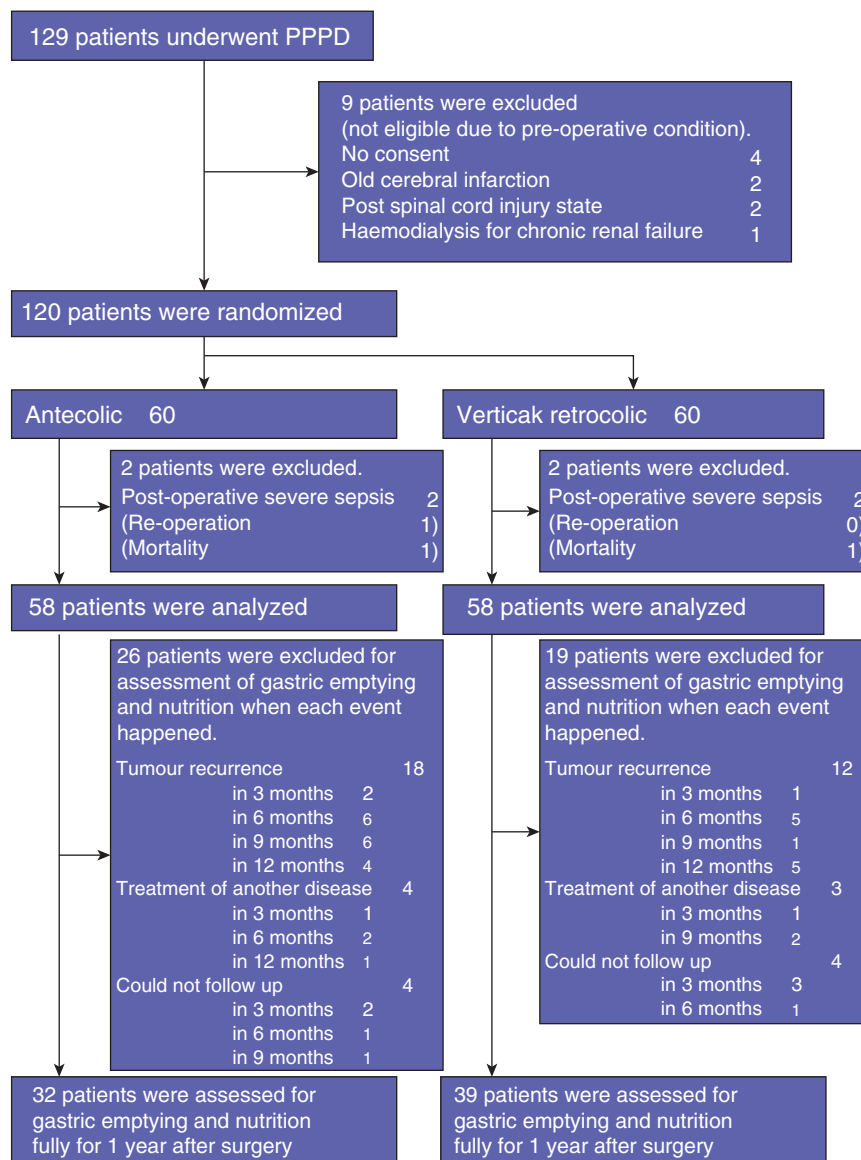 129 patients underwent PPPD
9 patients were excluded
(not eligible due to pre-operative condition).
No consent 4
Old cerebral infarction 2
Post spinal cord injury state 2
Haemodialysis for chronic renal failure 1
120 patients were randomized
Antecolic 60
Verticak retrocolic 60
2 patients were excluded.
Post-operative severe sepsis 2
(Re-operation 1)
(Mortality 1)
2 patients were excluded.
Post-operative severe sepsis 2
(Re-operation 0)
(Mortality 1)
58 patients were analyzed
58 patients were analyzed
26 patients were excluded for
assessment of gastric emptying
and nutrition when each event
happened.
Tumour recurrence 18
in 3 months 2
in 6 months 6
in 9 months 6
in 12 months 4
Treatment of another disease 4
in 3 months 1
in 6 months 2
in 12 months 1
Could not follow up 4
in 3 months 2
in 6 months 1
in 9 months 1
19 patients were excluded for
assessment of gastric emptying
and nutrition when each event
happened.
Tumour recurrence 12
in 3 months 1
in 6 months 5
in 9 months 1
in 12 months 5
Treatment of another disease 3
in 3 months 1
in 9 months 2
Could not follow up 4
in 3 months 3
in 6 months 1
32 patients were assessed for
gastric emptying and nutrition
fully for 1 year after surgery
39 patients were assessed for
gastric emptying and nutrition
fully for 1 year after surgery